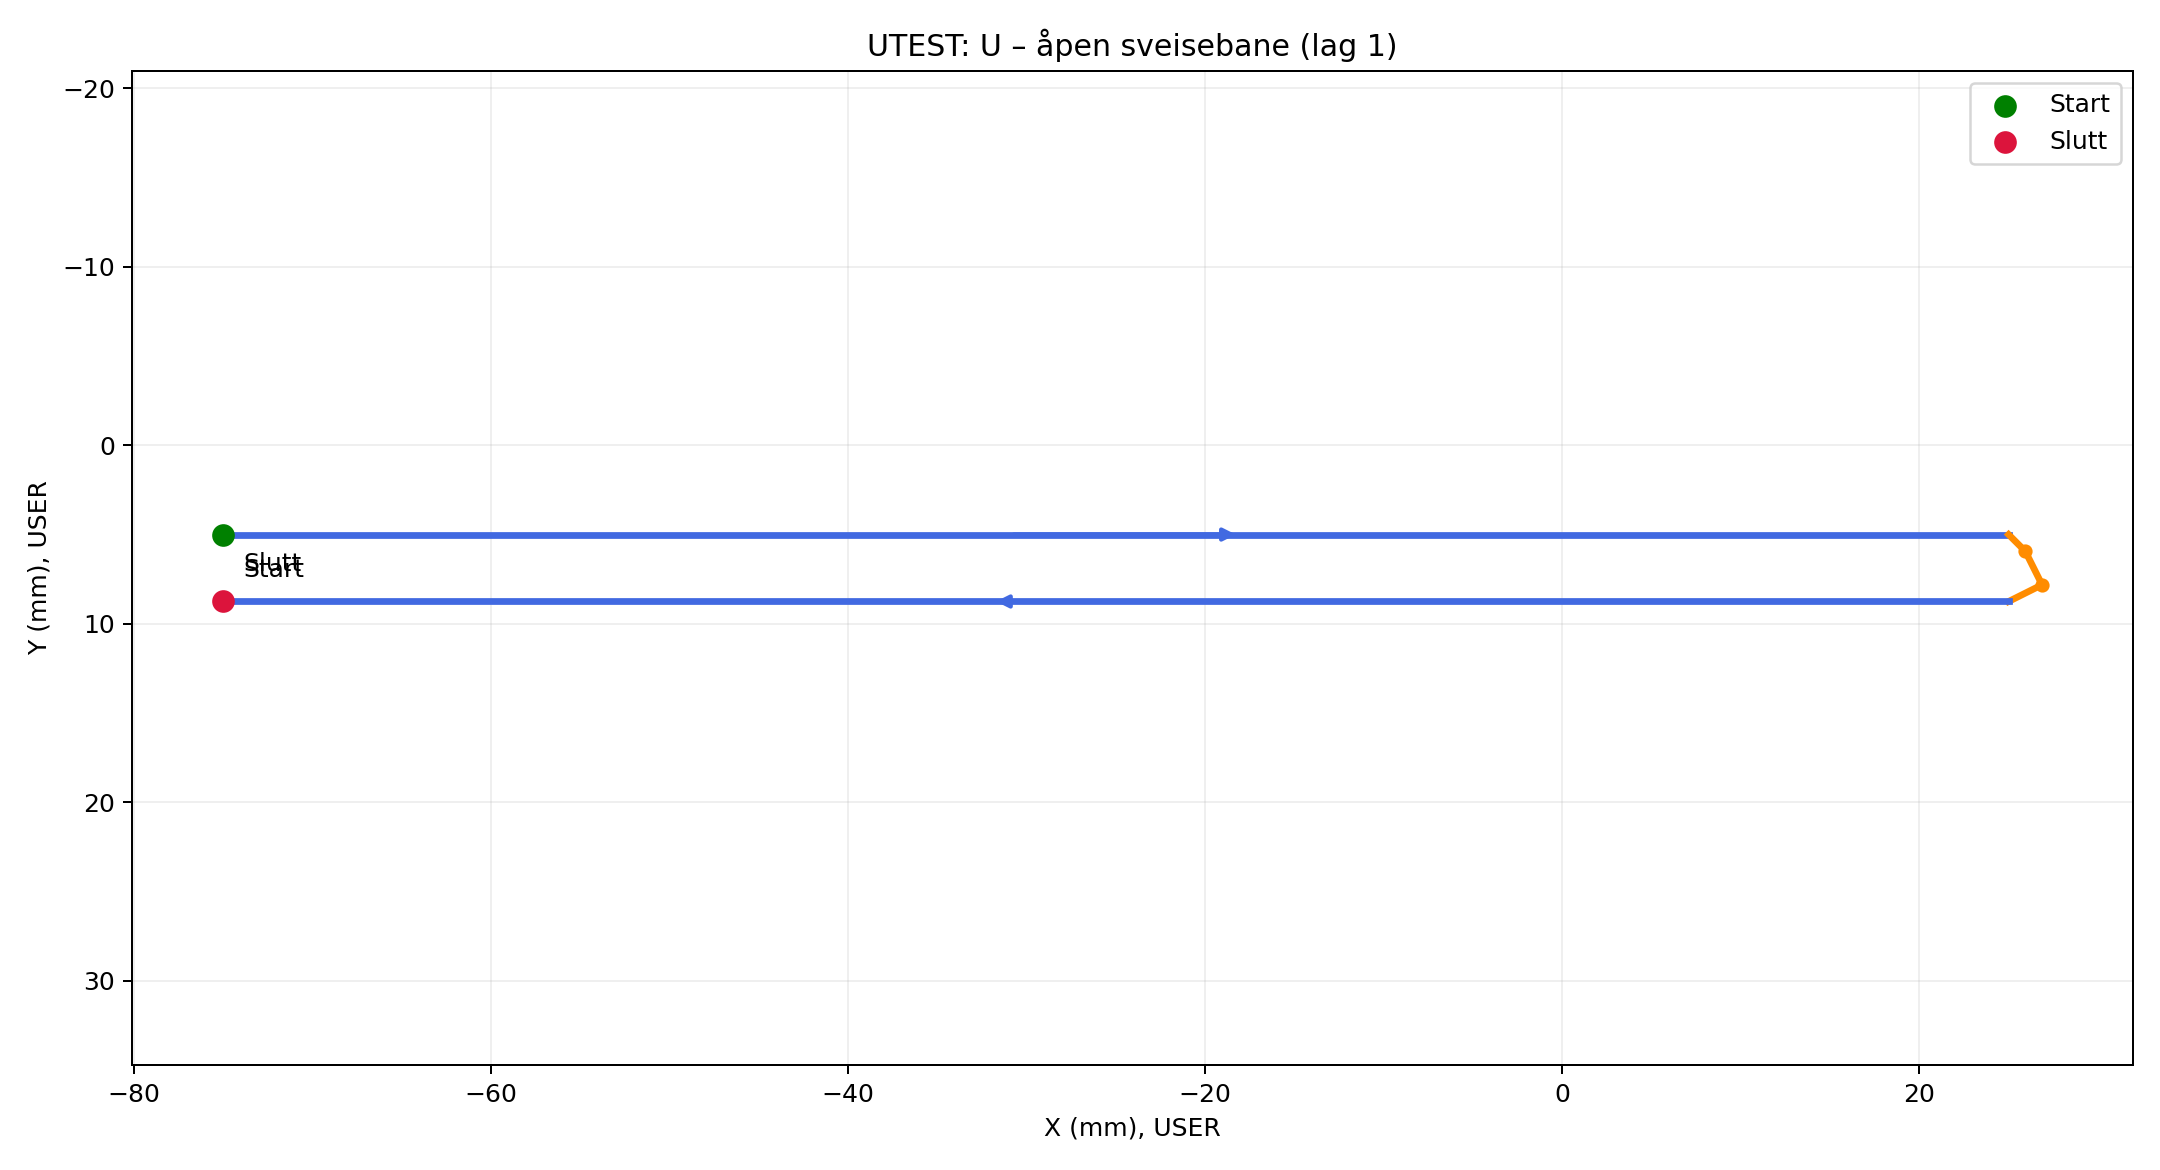 UTEST: U – åpen sveisebane (lag 1)
−20
−10
0
10
20
30
Y (mm), USER
Start
Slutt
Slutt
Start
−80
−60
−40
−20
0
20
X (mm), USER